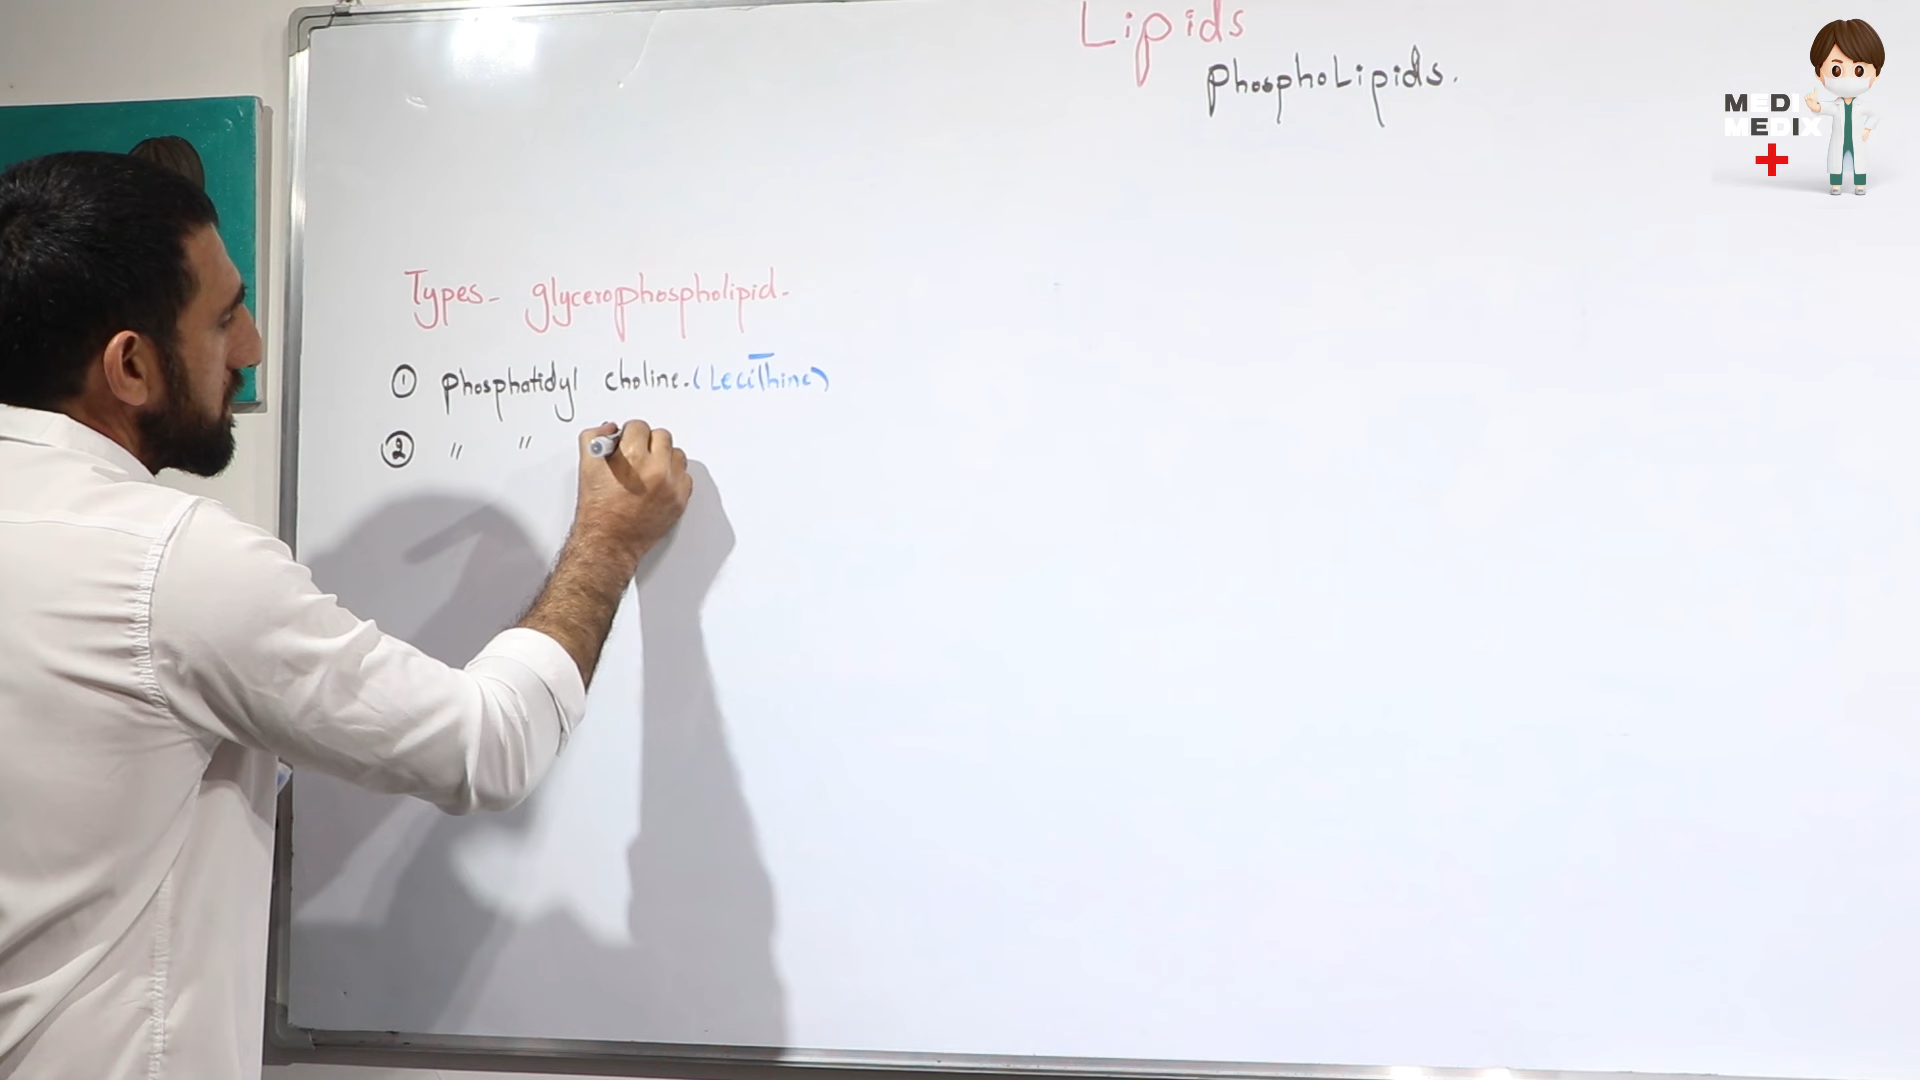 Lipids
phosphoLipids.
MEDI
MEDIX
Types- glycerophospholipid-
① phosphatidyl choline.(Lecithine)
② " "